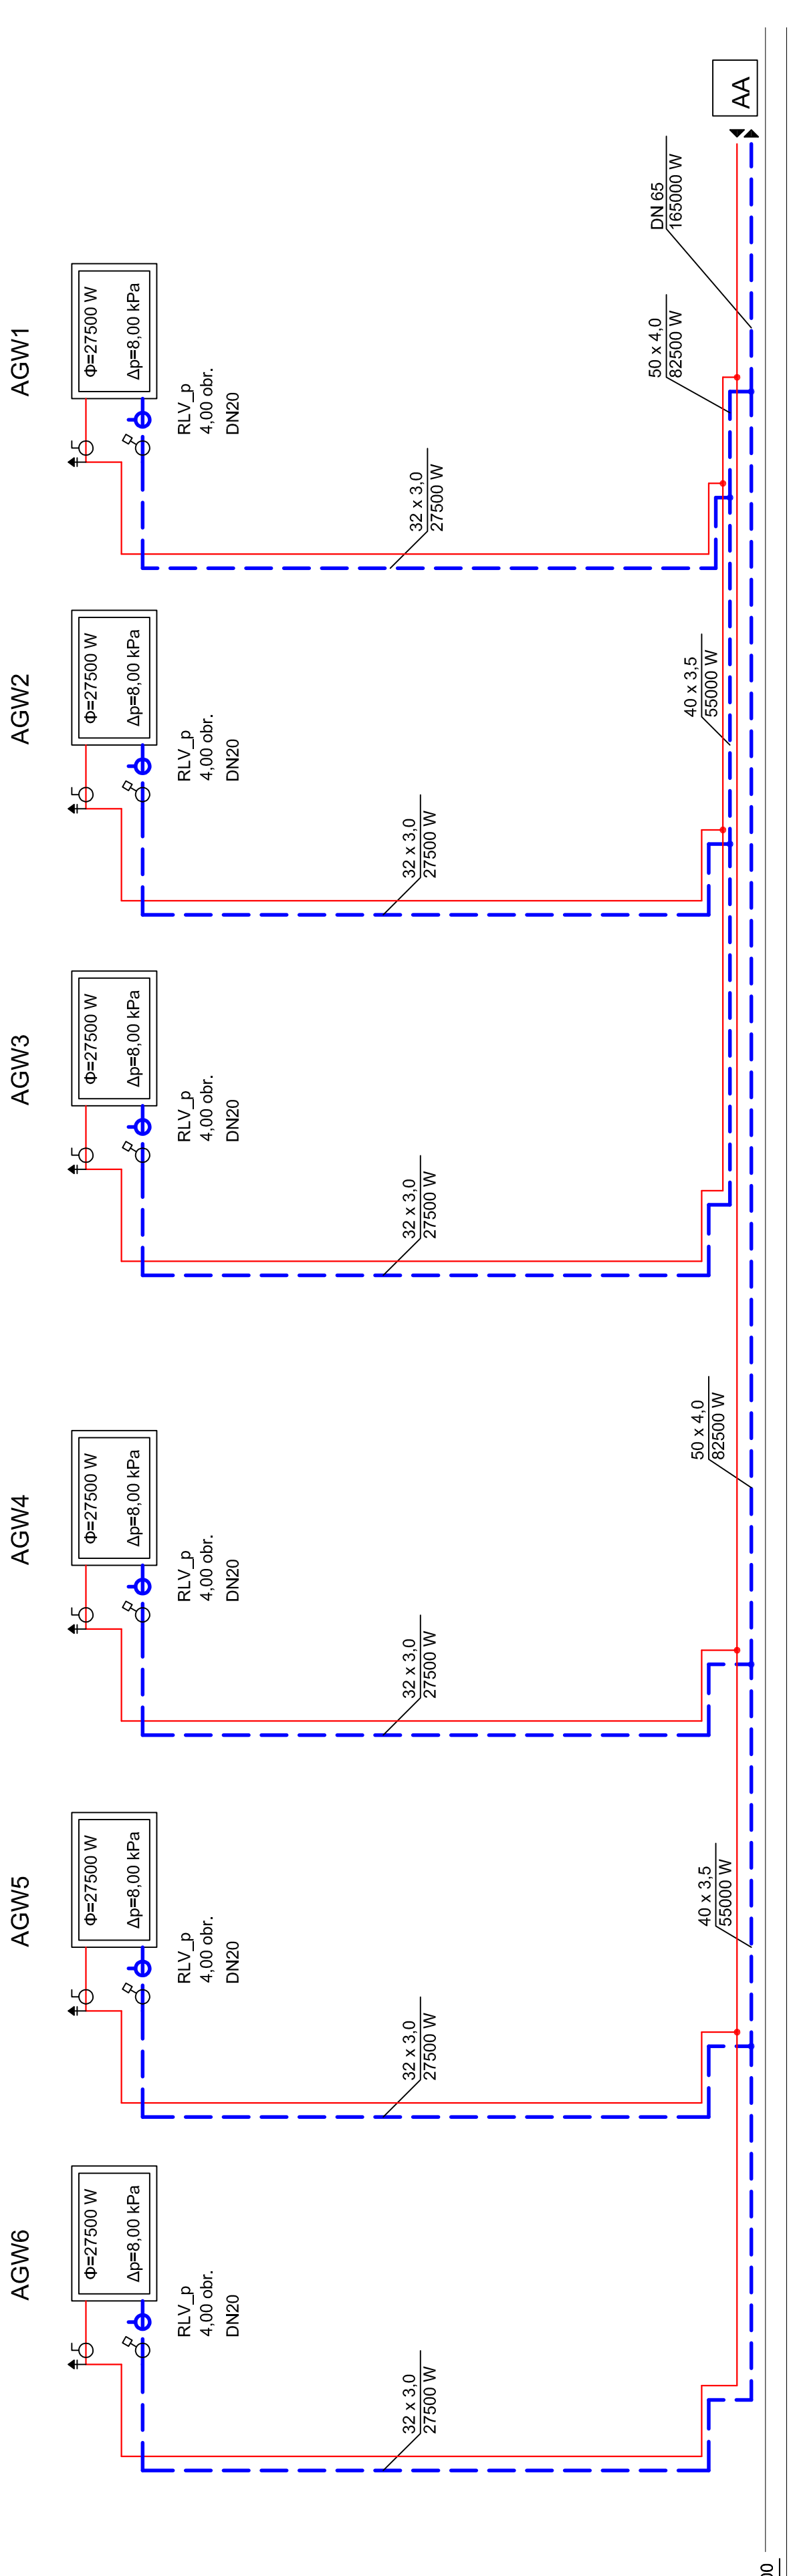 AA
DN 65
165000 W
50 x 4,0
82500 W
AGW1
Φ=27500 W
Δp=8,00 kPa
RLV_p
4,00 obr.
DN20
32 x 3,0
27500 W
AGW2
Φ=27500 W
Δp=8,00 kPa
RLV_p
4,00 obr.
DN20
32 x 3,0
27500 W
40 x 3,5
55000 W
AGW3
Φ=27500 W
Δp=8,00 kPa
RLV_p
4,00 obr.
DN20
32 x 3,0
27500 W
AGW4
Φ=27500 W
Δp=8,00 kPa
RLV_p
4,00 obr.
DN20
32 x 3,0
27500 W
50 x 4,0
82500 W
AGW5
Φ=27500 W
Δp=8,00 kPa
RLV_p
4,00 obr.
DN20
32 x 3,0
27500 W
40 x 3,5
55000 W
AGW6
Φ=27500 W
Δp=8,00 kPa
RLV_p
4,00 obr.
DN20
32 x 3,0
27500 W